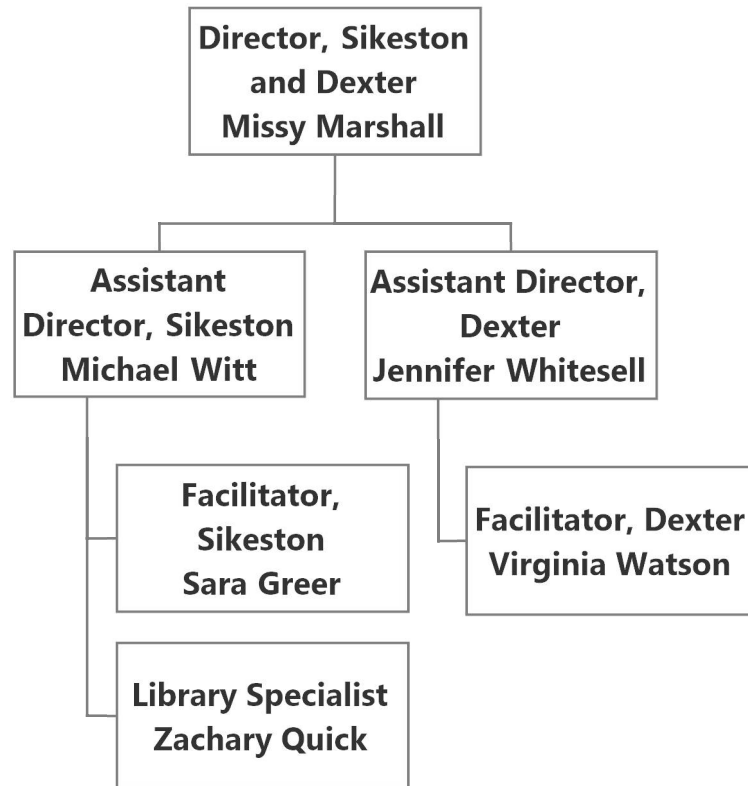 Director, Sikeston
and Dexter
Missy Marshall
Assistant
Director, Sikeston
Michael Witt
Assistant Director,
Dexter
Jennifer Whitesell
Facilitator,
Sikeston
Sara Greer
Facilitator, Dexter
Virginia Watson
Library Specialist
Zachary Quick